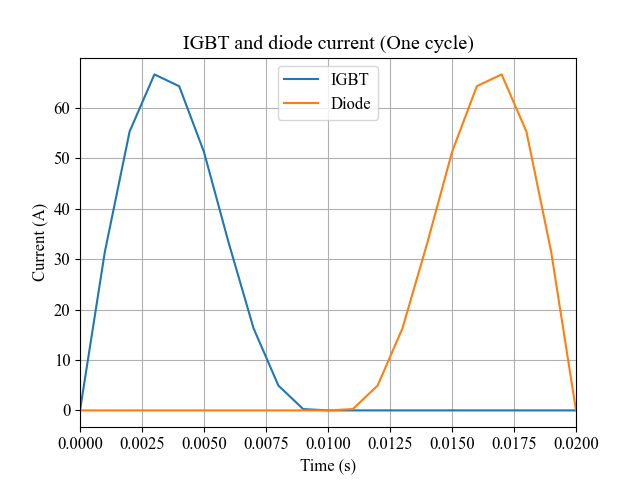 IGBT and diode current (One cycle)
IGBT
Diode
Current (A)
60
50
40
30
20
10
0
0.0000 0.0025 0.0050 0.0075 0.0100 0.0125 0.0150 0.0175 0.0200
Time (s)